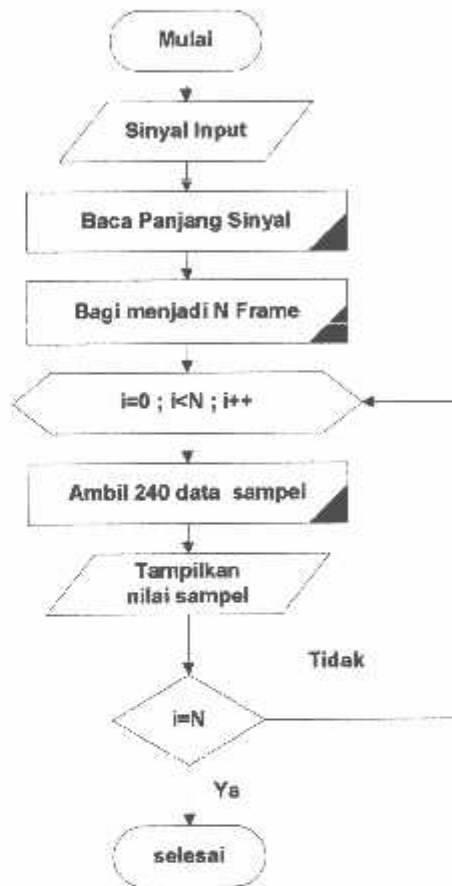 Mulai
Sinyal Input
Baca Panjang Sinyal
Bagi menjadi N Frame
i=0 ; i<N ; i++
Ambil 240 data sampel
Tampilkan
nilai sampel
Tidak
i=N
Ya
selesai